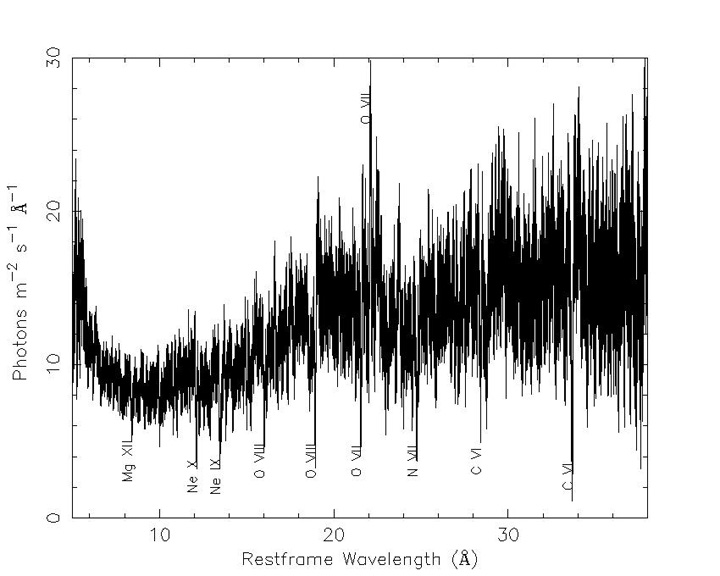 30
20
10
0
Photons m−2 s−1 Å−1
O VII
Mg XII
Ne X
Ne IX
O VIII
O VIII
O VII
N VII
C VI
C VI
10 20 30
Restframe Wavelength (Å)